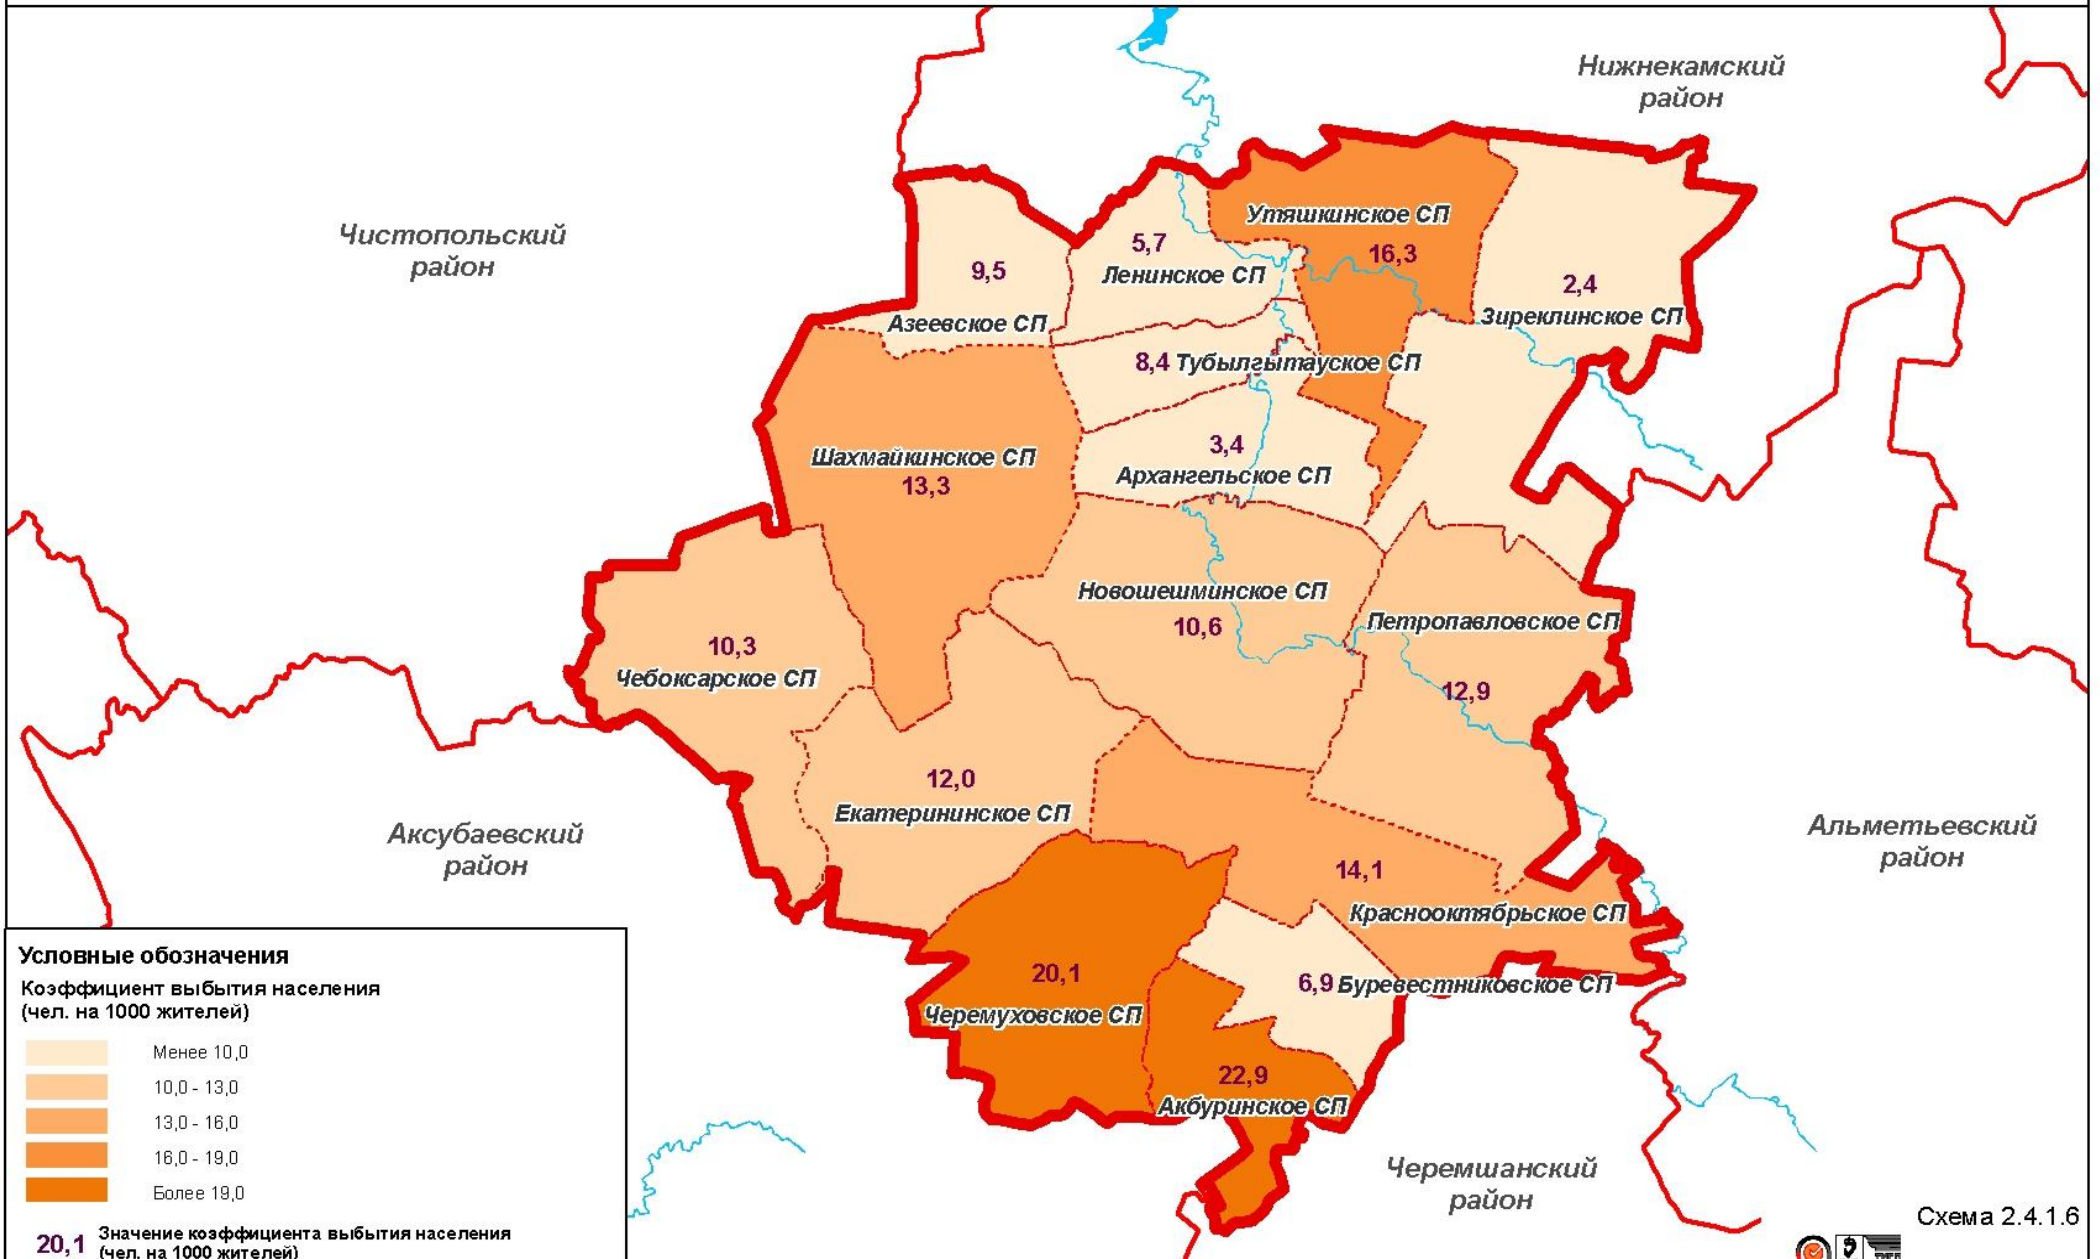 Нижнекамский
район
Чистопольский
район
Утяшкинское СП
16,3
5,7
Ленинское СП
9,5
Азеевское СП
2,4
Зиреклинское СП
8,4 Тубылгытауское СП
3,4
Архангельское СП
Шахмайкинское СП
13,3
Новошешминское СП
10,6
Петропавловское СП
12,9
10,3
Чебоксарское СП
12,0
Екатерининское СП
Аксубаевский
район
Альметьевский
район
14,1
Краснооктябрьское СП
20,1
Черемуховское СП
6,9 Буревестниковское СП
22,9
Акбуринское СП
Черемшанский
район
Схема 2.4.1.6
Условные обозначения
Коэффициент выбытия населения
(чел. на 1000 жителей)
Менее 10,0
10,0 - 13,0
13,0 - 16,0
16,0 - 19,0
Более 19,0
20,1 Значение коэффициента выбытия населения
(чел. на 1000 жителей)